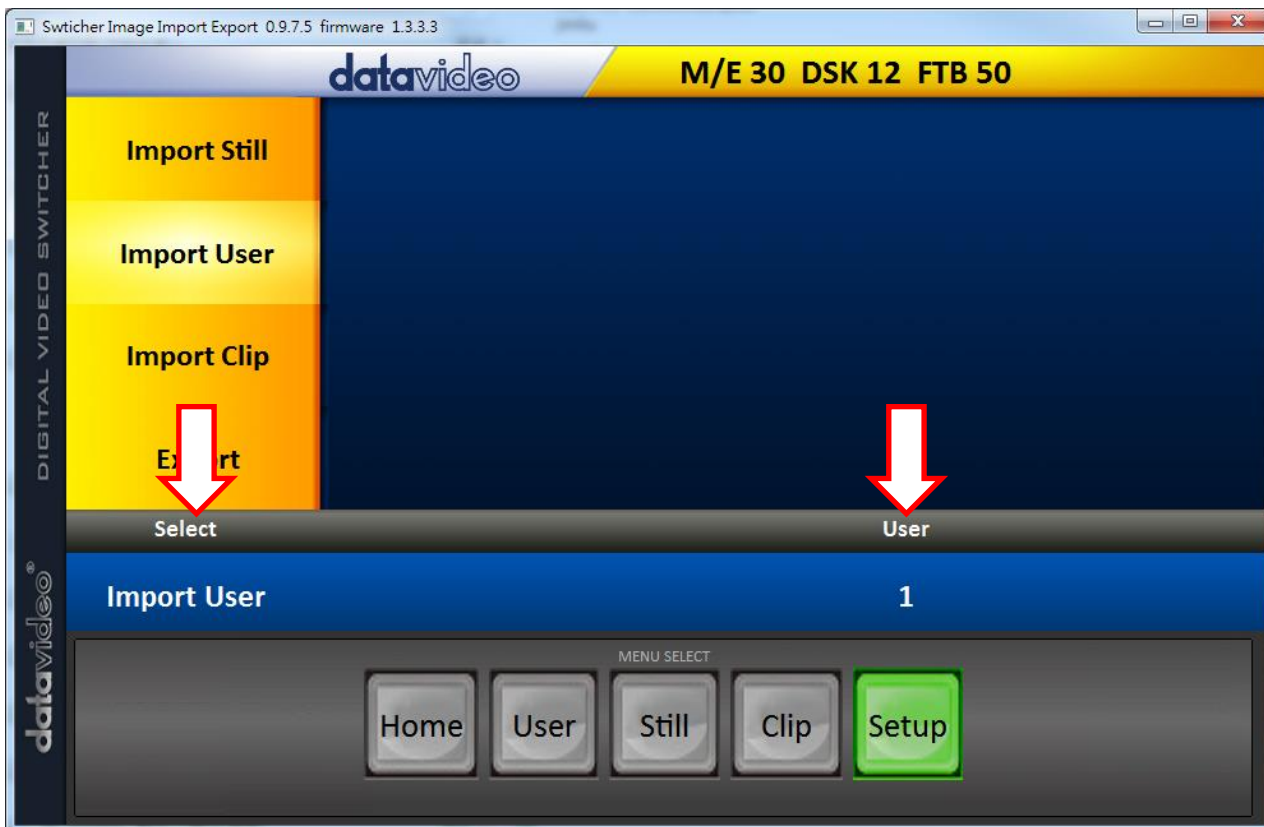 Swticher Image Import Export 0.9.7.5 firmware 1.3.3.3
datavideo
M/E 30 DSK 12 FTB 50
DIGITAL VIDEO SWITCHER
datavideo®
Import Still
Import User
Import Clip
Select
User
Import User
1
MENU SELECT
Home
User
Still
Clip
Setup